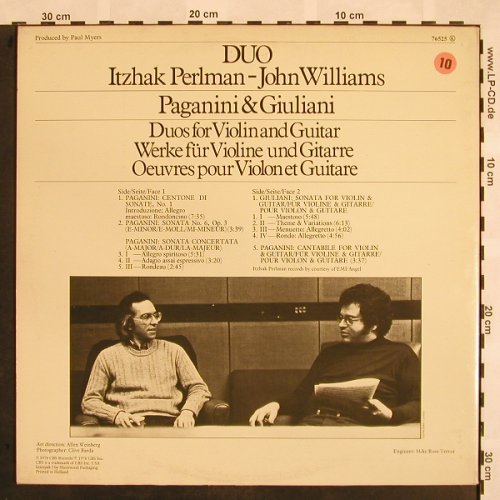 30 cm
20 cm
10 cm
Produced by Paul Myers
76525
DUO
Itzhak Perlman-John Williams
Paganini & Giuliani
Duos for Violin and Guitar
Werke für Violine und Gitarre
Oeuvres pour Violon et Guitare
10
www.LP-CD.de
10 cm
20 cm
30 cm
Side/Seite/Face 1
1. PAGANINI: CENTONE DI
SONATE, No. 1
Introduzione; Allegro
maestoso; Rondoncino (7:35)
2. PAGANINI: SONATA No. 6, Op. 3
(E-MINOR/E-MOLL/MI-MINEUR) (3:39)
PAGANINI: SONATA CONCERTATA
(A-MAJOR/A-DUR/LA-MAJEUR)
3. I —Allegro spiritoso (5:31)
4. II —Adagio assai espressivo (3:20)
5. III—Rondeau (2:45)
Side/Seite/Face 2
1. GIULIANI: SONATA FOR VIOLIN &
GUITAR/FÜR VIOLINE & GITARRE/
POUR VIOLON & GUITARE
1. I —Maestoso (5:48)
2. II —Theme & Variations (6:13)
3. III—Menuetto: Allegretto (4:02)
4. IV—Rondo: Allegretto (4:56)
5. PAGANINI: CANTABILE FOR VIOLIN
& GUITAR/FÜR VIOLINE & GITARRE/
POUR VIOLON & GUITARE (3:37)
Itzhak Perlman records by courtesy of EMI/Angel
Art direction: Allen Weinberg
Photographer: Clive Barda
Printed in Holland